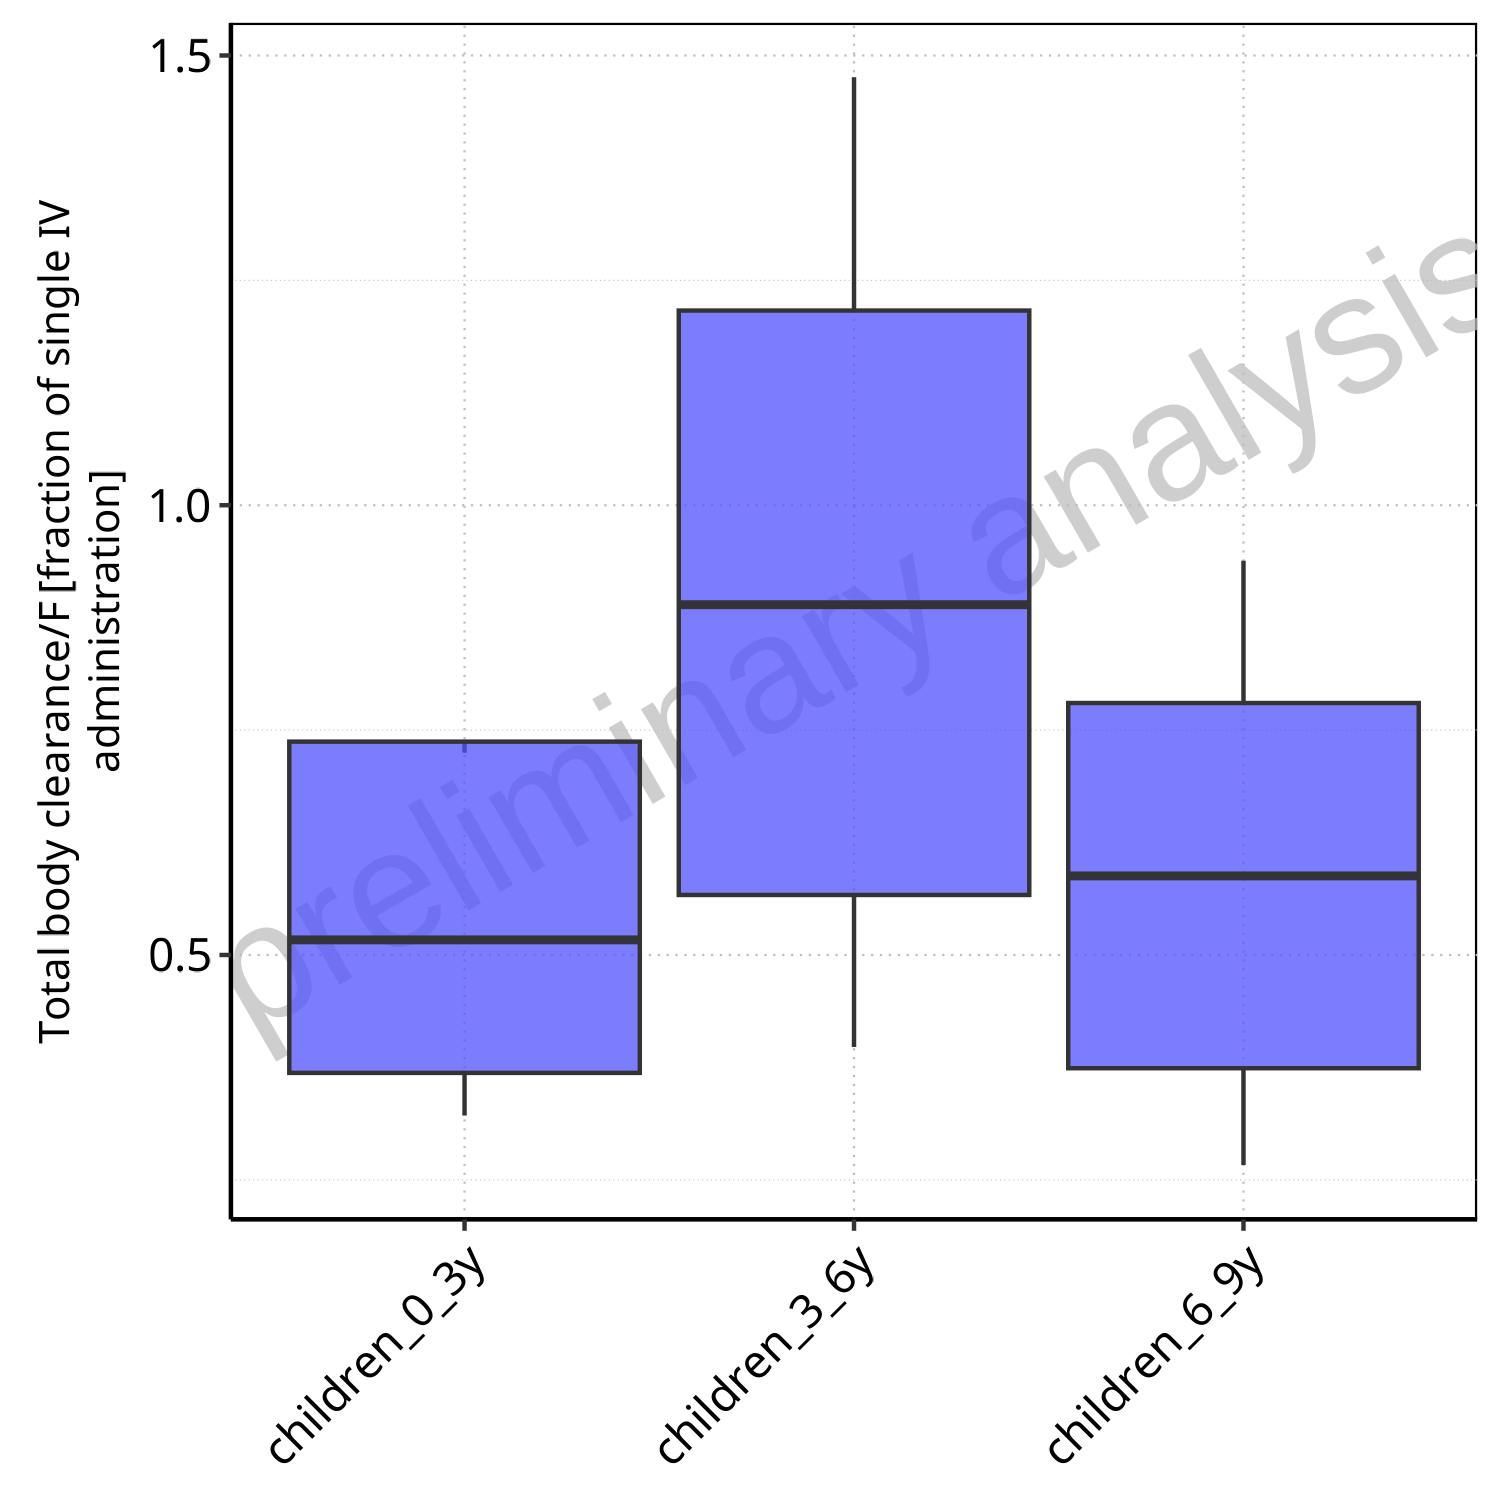 Total body clearance/F [fraction of single IV
administration]
1.5
1.0
0.5
preliminary analysis
children_0_3y
children_3_6y
children_6_9y